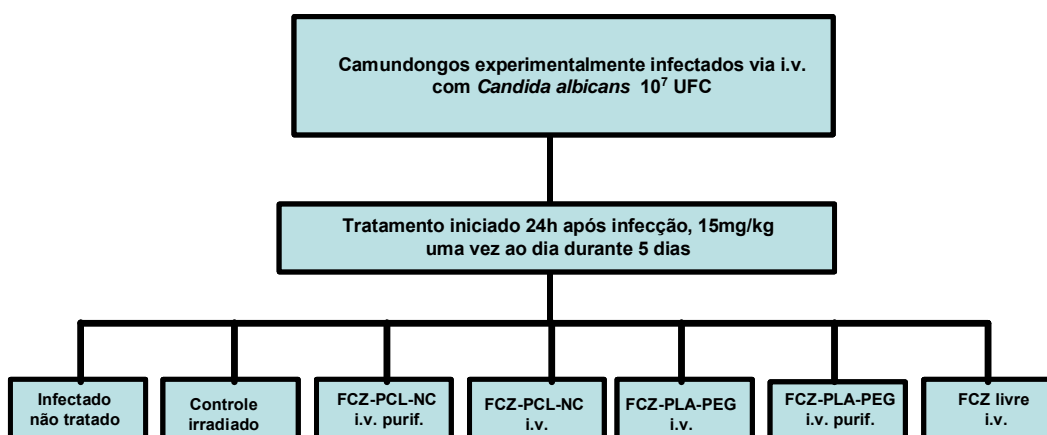 Camundongos experimentalmente infectados via i.v.
com Candida albicans 10⁷ UFC
Tratamento iniciado 24h após infecção, 15mg/kg
uma vez ao dia durante 5 dias
Infectado
não tratado
Controle
irradiado
FCZ-PCL-NC
i.v. purif.
FCZ-PCL-NC
i.v.
FCZ-PLA-PEG
i.v.
FCZ-PLA-PEG
i.v. purif.
FCZ livre
i.v.